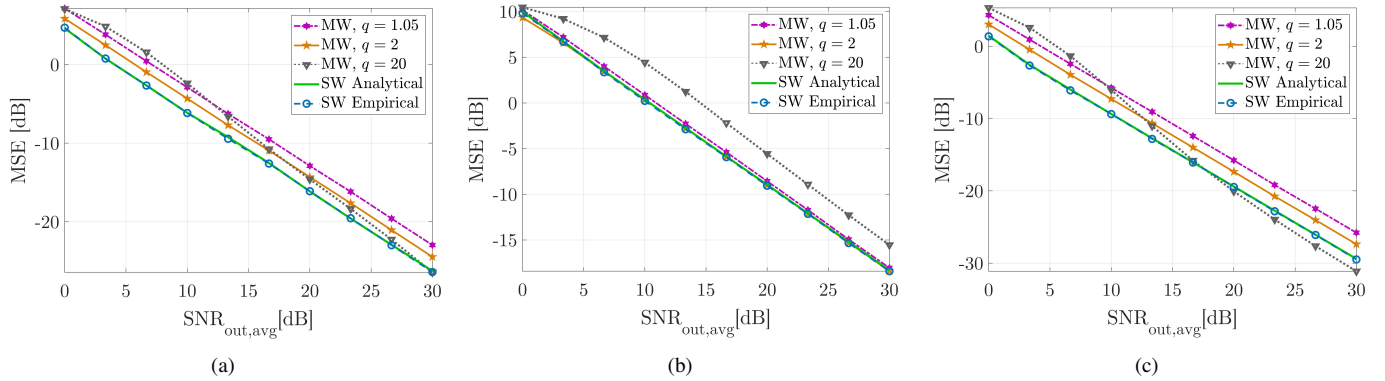 MSE [dB]
0
-10
-20
0
5
10
15
20
25
30
SNR_out,avg[dB]
MW, q = 1.05
MW, q = 2
MW, q = 20
SW Analytical
SW Empirical
(a)
MSE [dB]
10
5
0
-5
-10
-15
0
5
10
15
20
25
30
SNR_out,avg[dB]
MW, q = 1.05
MW, q = 2
MW, q = 20
SW Analytical
SW Empirical
(b)
MSE [dB]
0
-10
-20
-30
0
5
10
15
20
25
30
SNR_out,avg[dB]
MW, q = 1.05
MW, q = 2
MW, q = 20
SW Analytical
SW Empirical
(c)